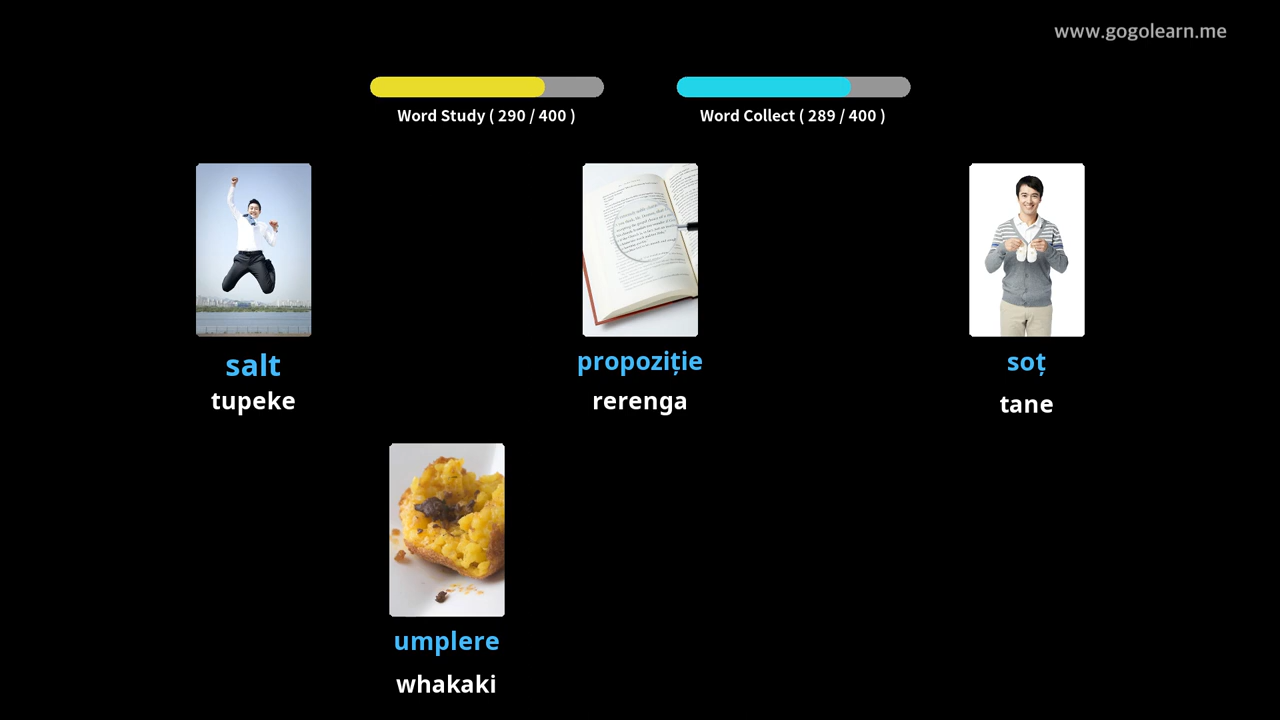 www.gogolearn.me
Word Study ( 290 / 400 )
Word Collect ( 289 / 400 )
salt
tupeke
propoziție
rerenga
soț
tane
umplere
whakaki